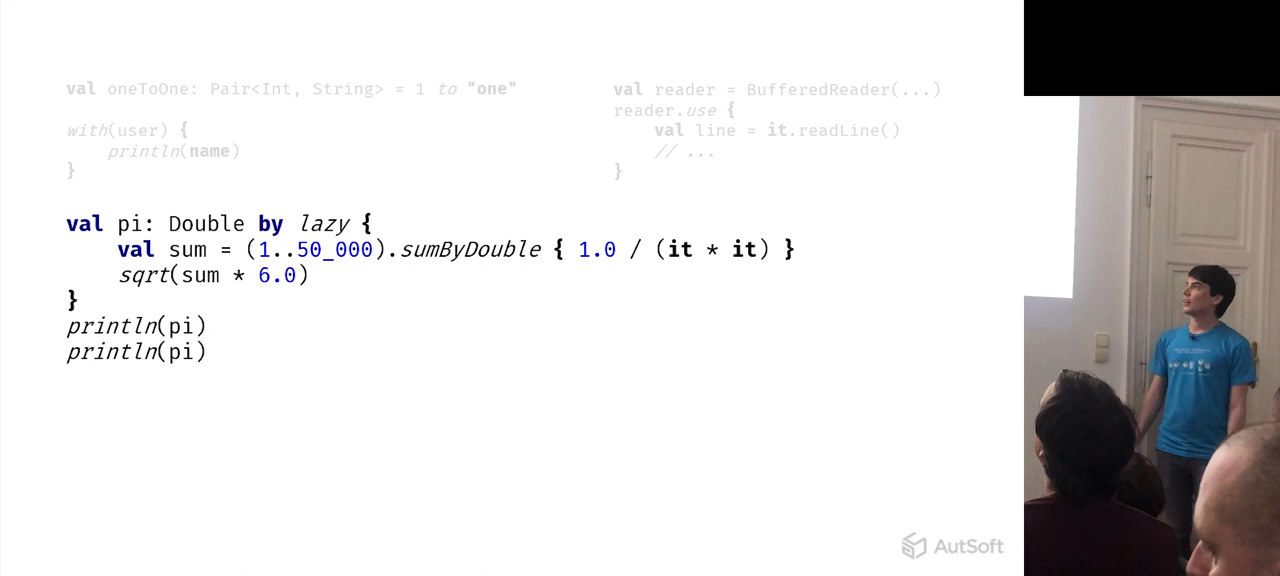 val oneToOne: Pair<Int, String> = 1 to "one"
with(user) {
    println(name)
}
val reader = BufferedReader(...)
reader.use {
    val line = it.readLine()
    // ...
}
val pi: Double by lazy {
    val sum = (1..50_000).sumByDouble { 1.0 / (it * it) }
    sqrt(sum * 6.0)
}
println(pi)
println(pi)
AutSoft